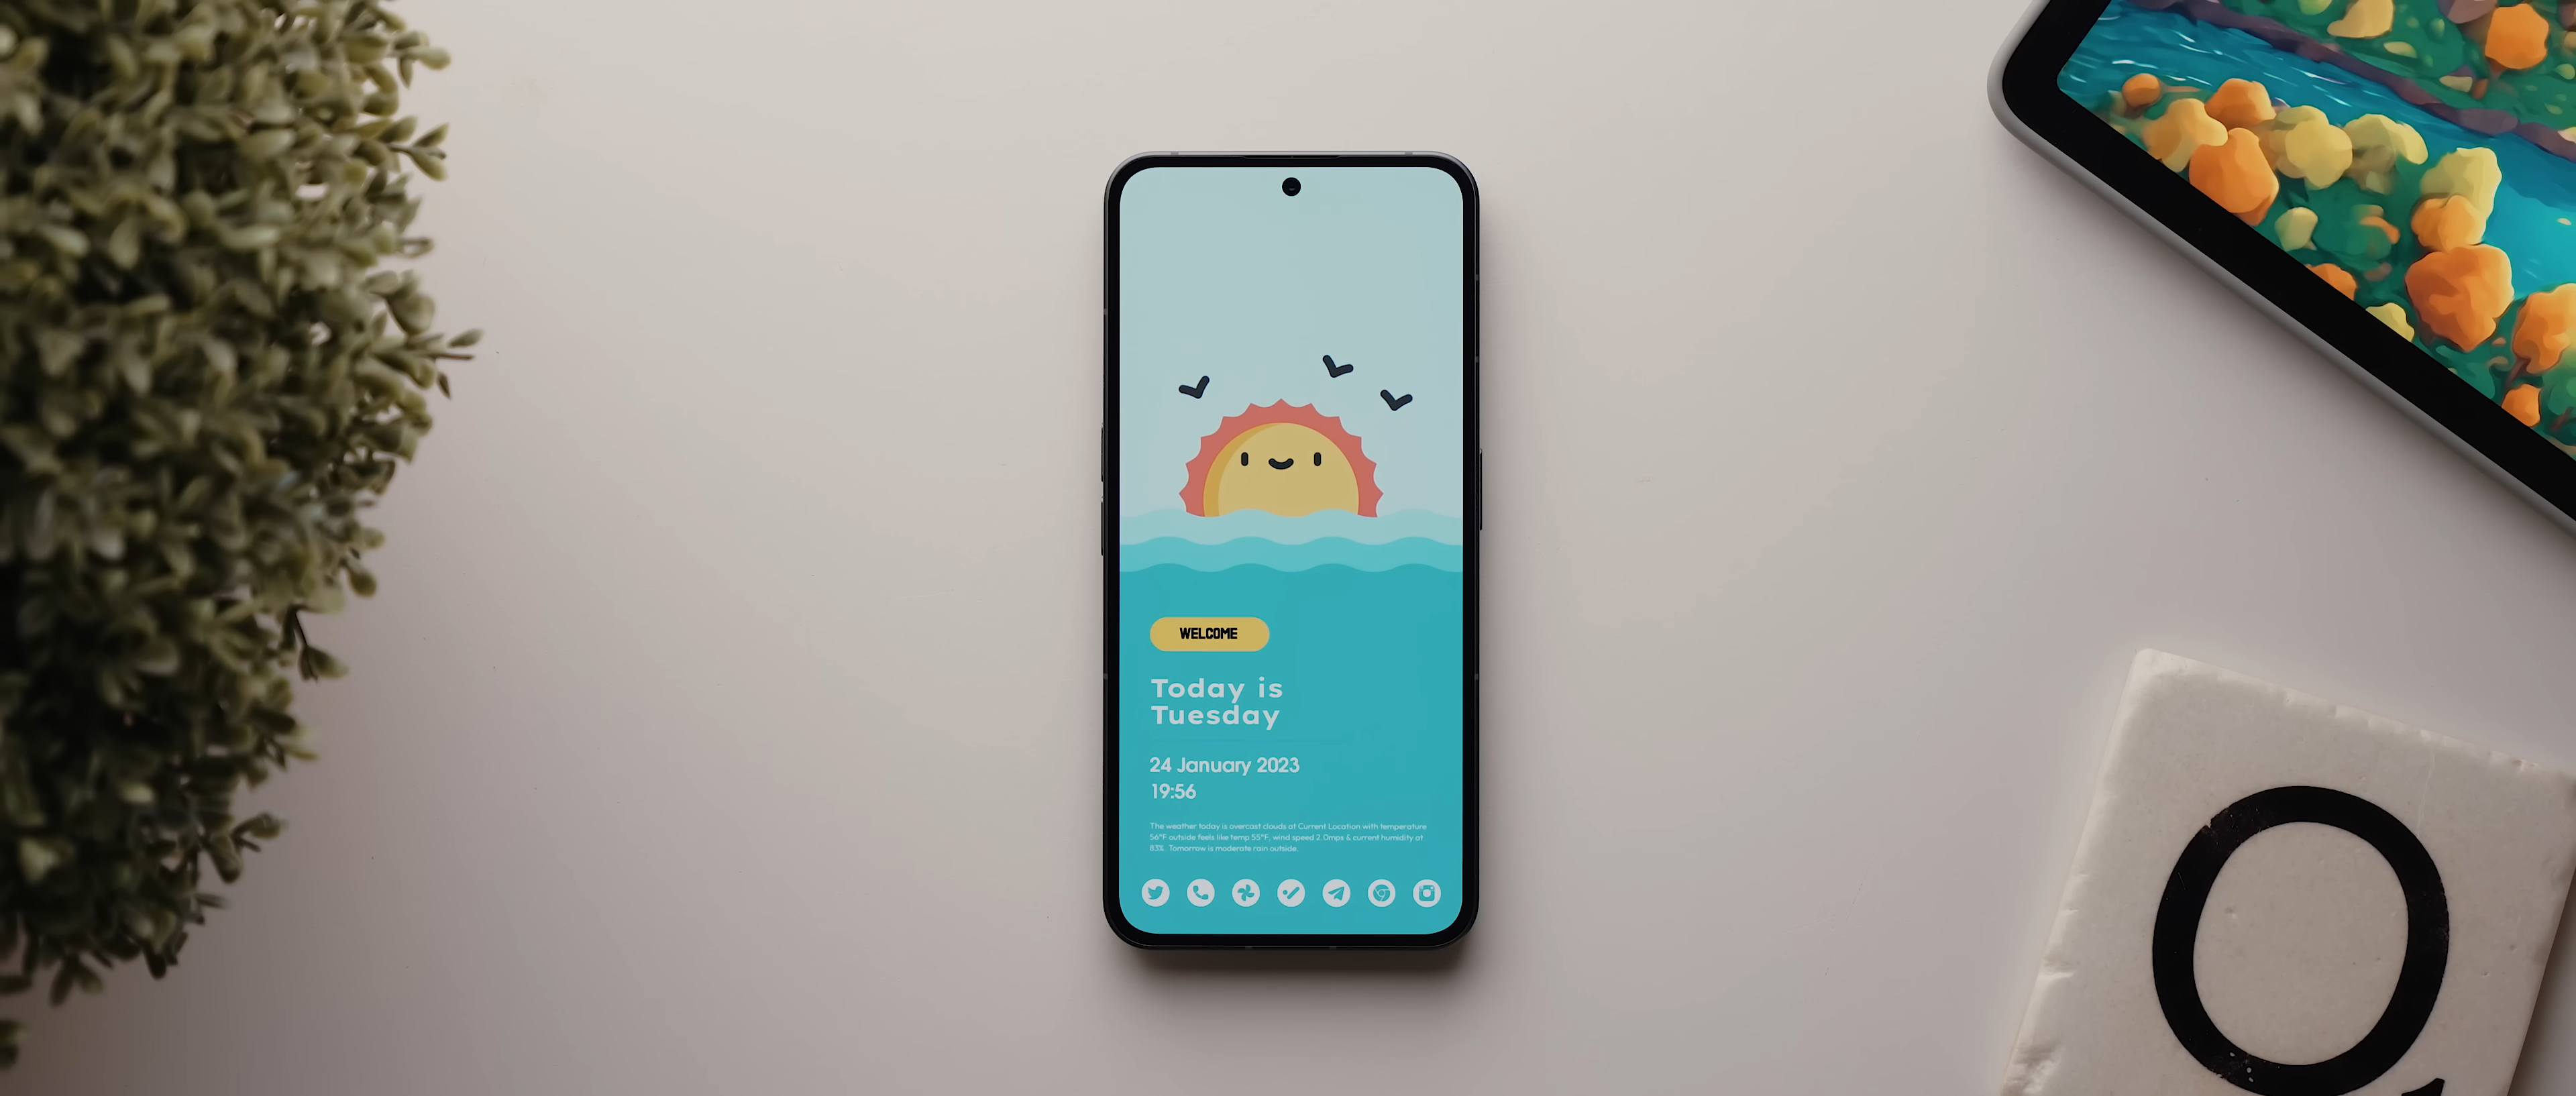 WELCOME
Today is
Tuesday
24 January 2023
19:56
The weather today is overcast clouds at Current Location with temperature
56°F outside feels like temp 55°F, wind speed 2.0mps & current humidity at
83%. Tomorrow is moderate rain outside.
Q